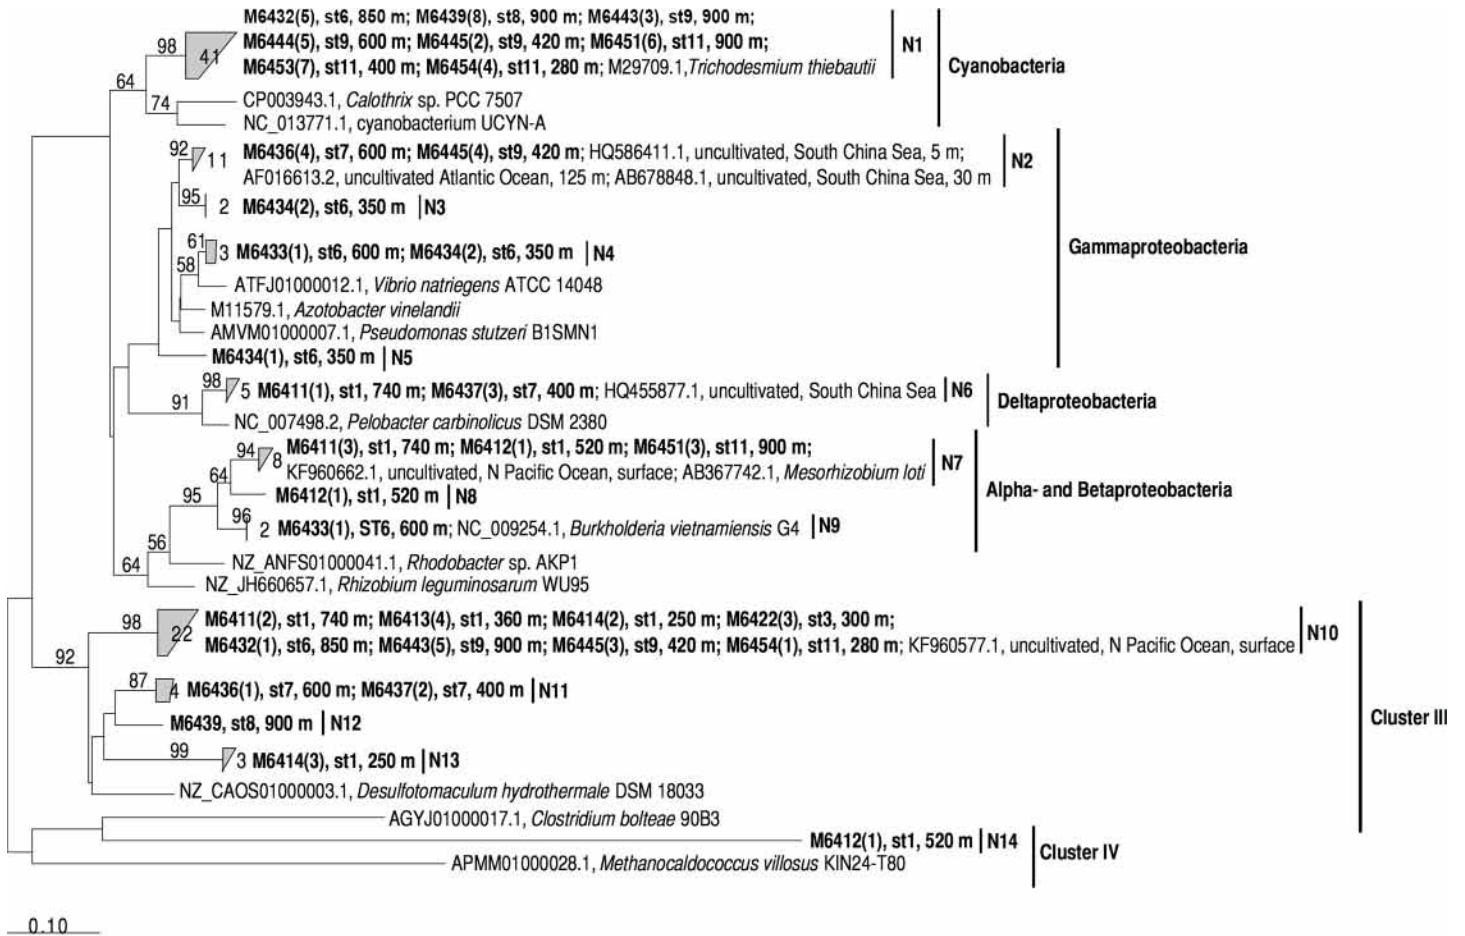 M6432(5), st6, 850 m; M6439(8), st8, 900 m; M6443(3), st9, 900 m;
98 41 M6444(5), st9, 600 m; M6445(2), st9, 420 m; M6451(6), st11, 900 m; N1
M6453(7), st11, 400 m; M6454(4), st11, 280 m; M29709.1,Trichodesmium thiebautii
Cyanobacteria
64
74 CP003943.1, Calothrix sp. PCC 7507
NC_013771.1, cyanobacterium UCYN-A
92 11 M6436(4), st7, 600 m; M6445(4), st9, 420 m; HQ586411.1, uncultivated, South China Sea, 5 m; N2
AF016613.2, uncultivated Atlantic Ocean, 125 m; AB678848.1, uncultivated, South China Sea, 30 m
95 2 M6434(2), st6, 350 m N3
Gammaproteobacteria
61 3 M6433(1), st6, 600 m; M6434(2), st6, 350 m N4
58
ATFJ01000012.1, Vibrio natriegens ATCC 14048
M11579.1, Azotobacter vinelandii
AMVM01000007.1, Pseudomonas stutzeri B1SMN1
M6434(1), st6, 350 m N5
98 5 M6411(1), st1, 740 m; M6437(3), st7, 400 m; HQ455877.1, uncultivated, South China Sea N6
91
Deltaproteobacteria
NC_007498.2, Pelobacter carbinolicus DSM 2380
94 8 M6411(3), st1, 740 m; M6412(1), st1, 520 m; M6451(3), st11, 900 m; N7
KF960662.1, uncultivated, N Pacific Ocean, surface; AB367742.1, Mesorhizobium loti
64
Alpha- and Betaproteobacteria
95 M6412(1), st1, 520 m N8
96 2 M6433(1), ST6, 600 m; NC_009254.1, Burkholderia vietnamiensis G4 N9
56
NZ_ANFS01000041.1, Rhodobacter sp. AKP1
64
NZ_JH660657.1, Rhizobium leguminosarum WU95
98 22 M6411(2), st1, 740 m; M6413(4), st1, 360 m; M6414(2), st1, 250 m; M6422(3), st3, 300 m; N10
M6432(1), st6, 850 m; M6443(5), st9, 900 m; M6445(3), st9, 420 m; M6454(1), st11, 280 m; KF960577.1, uncultivated, N Pacific Ocean, surface
92
87 4 M6436(1), st7, 600 m; M6437(2), st7, 400 m N11
Cluster III
M6439, st8, 900 m N12
99 3 M6414(3), st1, 250 m N13
NZ_CAOS01000003.1, Desulfotomaculum hydrothermale DSM 18033
AGYJ01000017.1, Clostridium bolteae 90B3
M6412(1), st1, 520 m N14
Cluster IV
APMM01000028.1, Methanocaldococcus villosus KIN24-T80
0.10